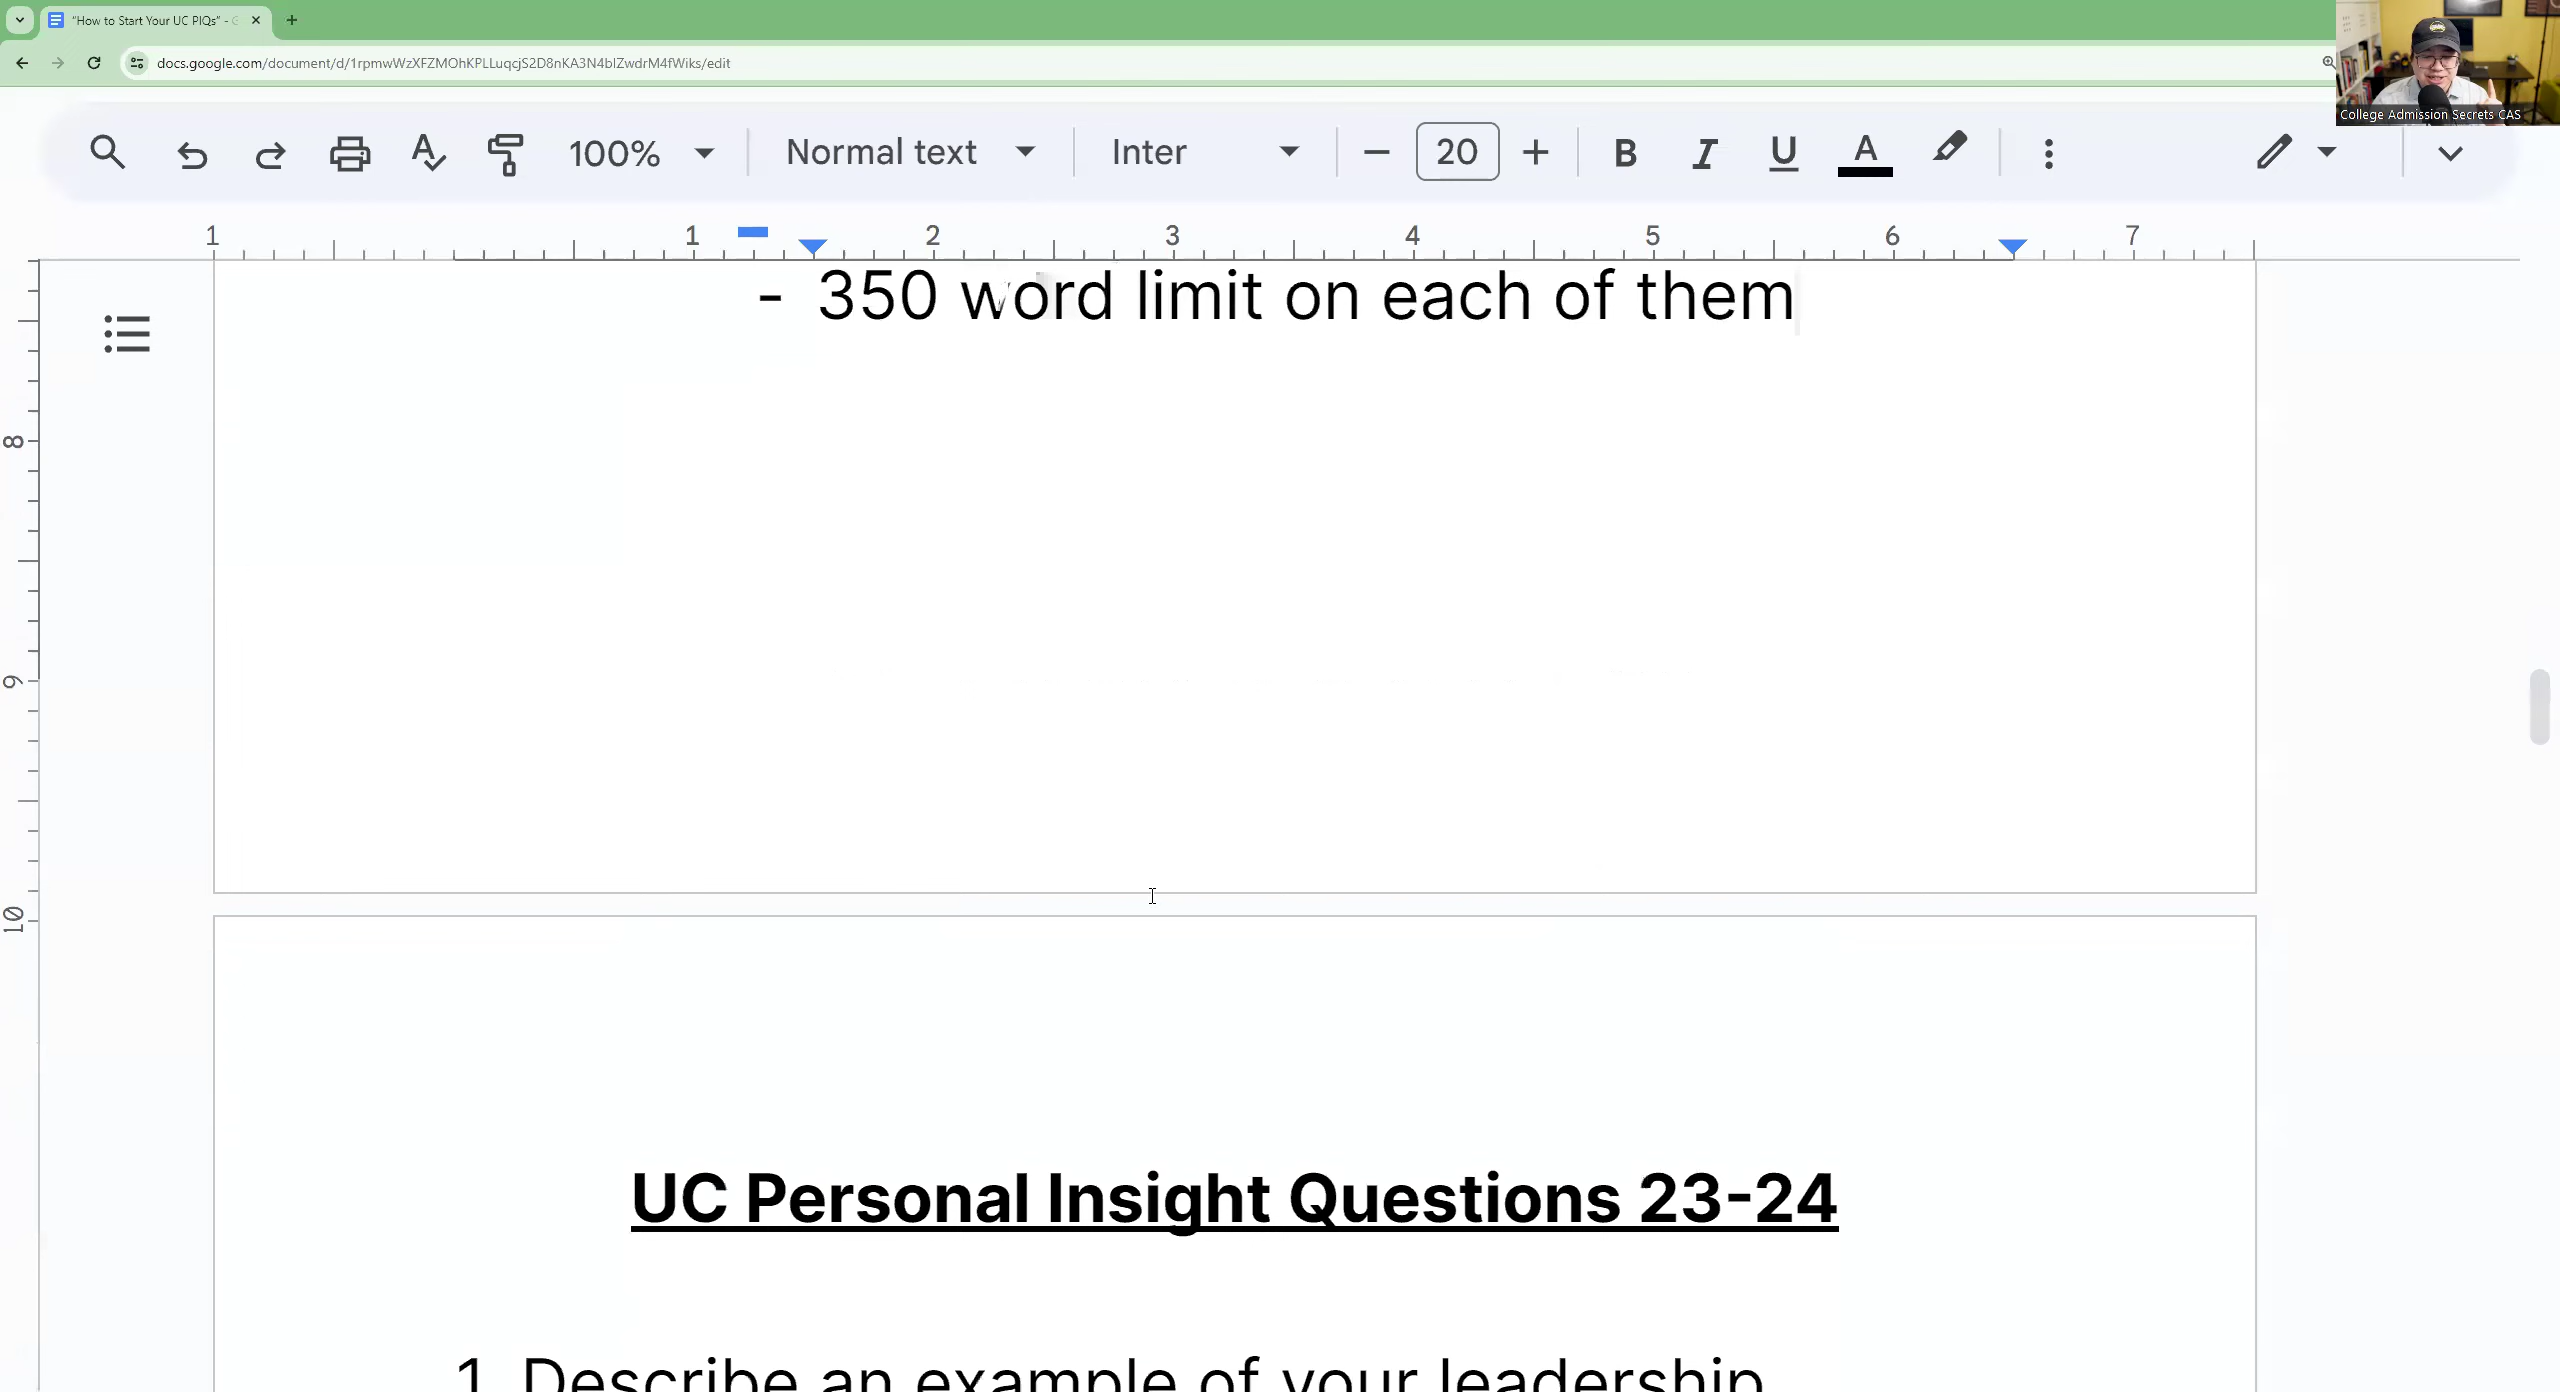 "How to Start Your UC PIQs" -
docs.google.com/document/d/1rpmwWzXFZMOhKPLLuqcjS2D8nKA3N4blZwdrM4fWiks/edit
College Admission Secrets CAS
100% Normal text Inter 20
1 1 2 3 4 5 6 7
- 350 word limit on each of them
8
9
10
UC Personal Insight Questions 23-24
1. Describe an example of your leadership